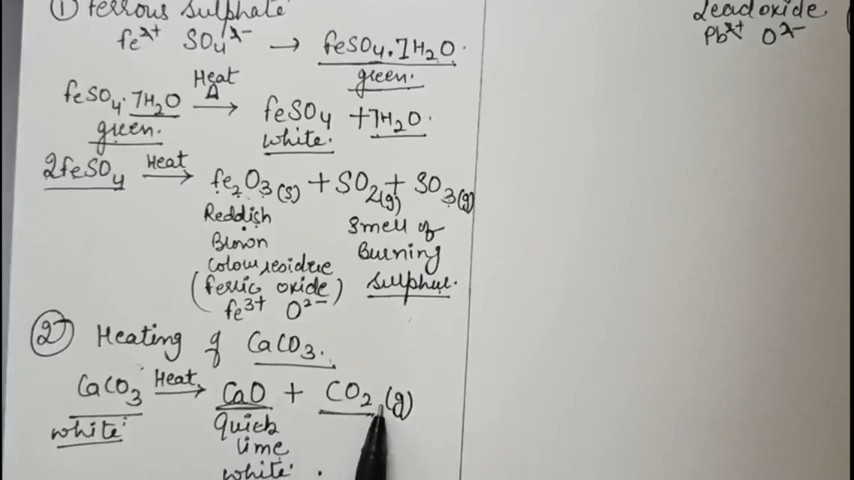 ① Ferrous sulphate
Fe²⁺ SO₄²⁻ → FeSO₄.7H₂O.
green.
FeSO₄.7H₂O Heat Δ → FeSO₄ + 7H₂O.
green. white.
2FeSO₄ Heat → Fe₂O₃(s) + SO₂(g) + SO₃(g)
Reddish Smell of
Brown Burning
Colour residue sulphur.
(ferric oxide)
Fe³⁺ O²⁻
② Heating of CaCO₃.
CaCO₃ Heat → CaO + CO₂(g)
white quick
lime
white.
Lead oxide.
Pb²⁺ O²⁻